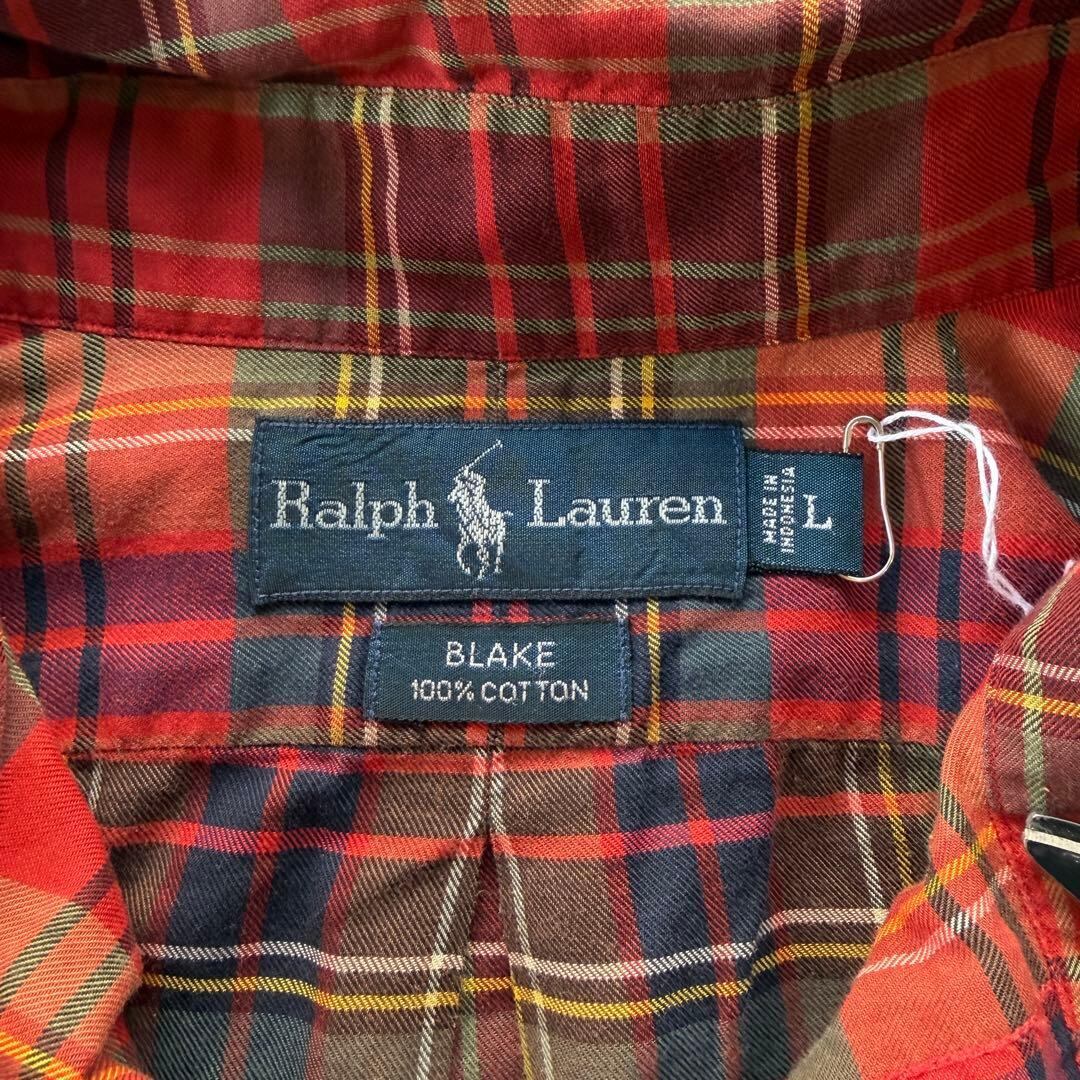 Ralph Lauren
MADE IN
INDONESIA
L
BLAKE
100% COTTON